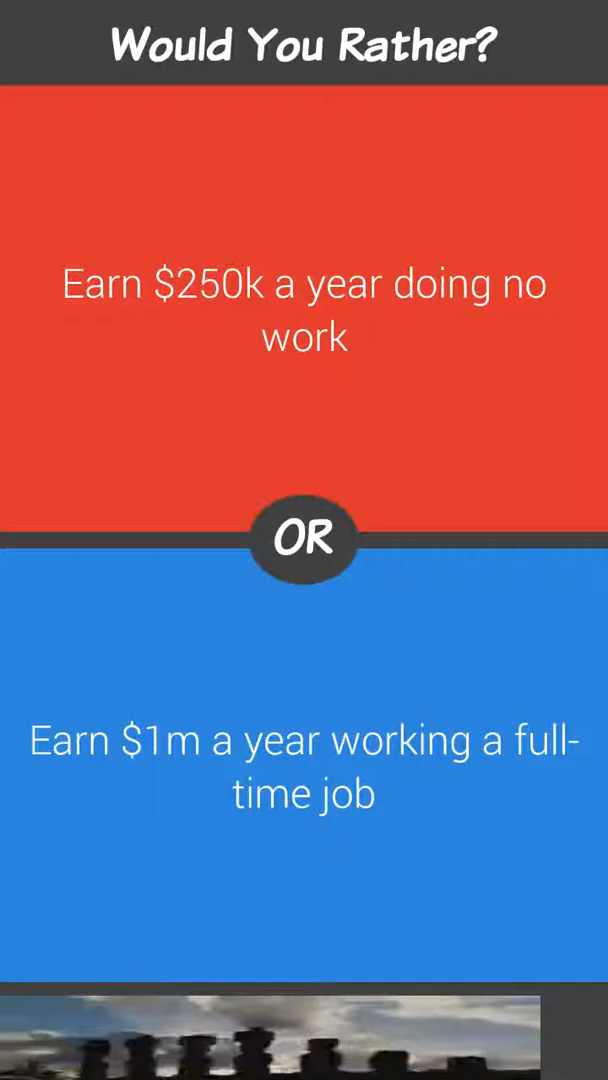 Would You Rather?
Earn $250k a year doing no
work
OR
Earn $1m a year working a full-
time job